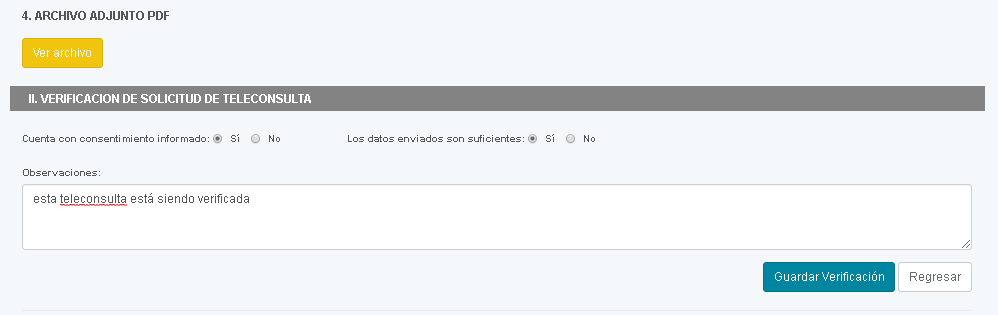 4. ARCHIVO ADJUNTO PDF
Ver archivo
II. VERIFICACION DE SOLICITUD DE TELECONSULTA
Cuenta con consentimiento informado: Sí No Los datos enviados son suficientes: Sí No
Observaciones:
esta teleconsulta está siendo verificada
Guardar Verificación Regresar